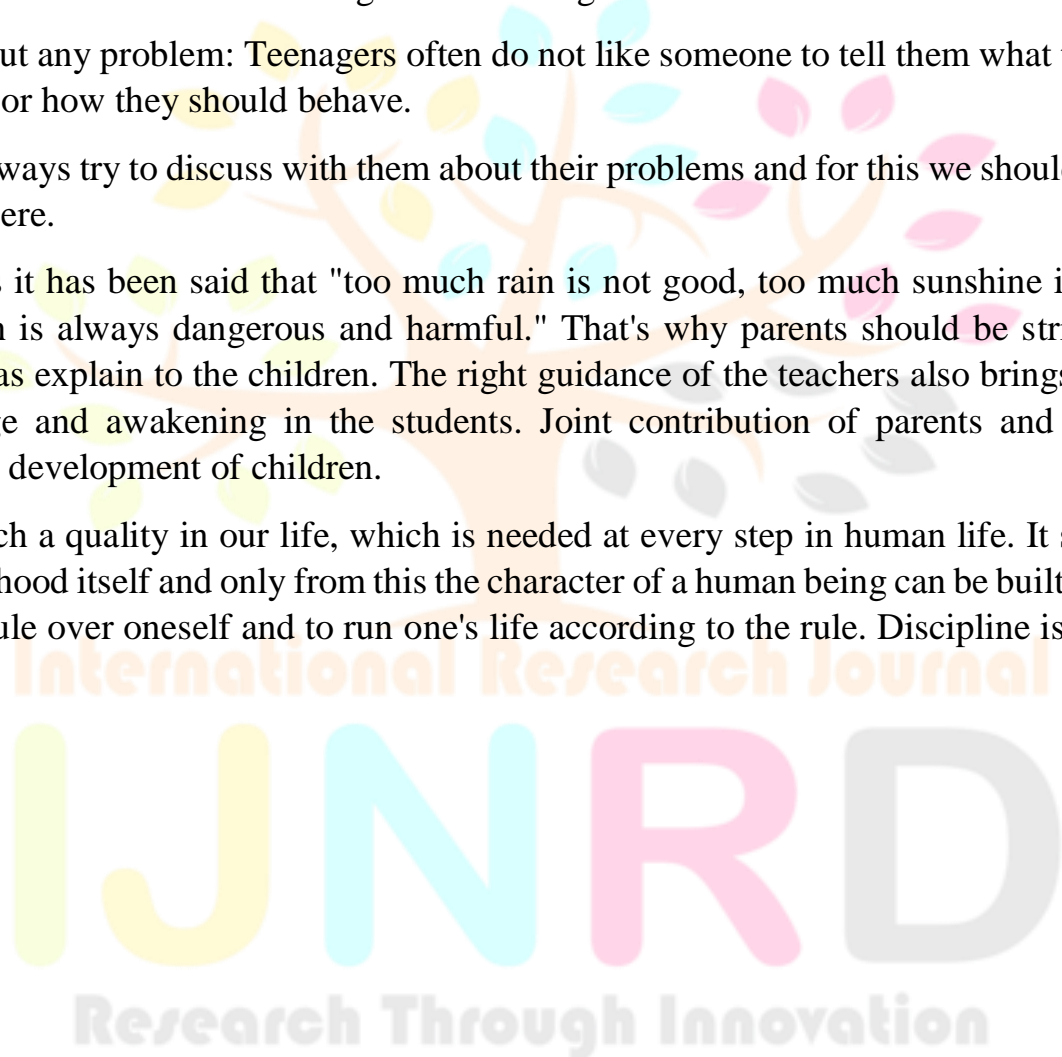 ut any problem: Teenagers often do not like someone to tell them what
or how they should behave.
ways try to discuss with them about their problems and for this we shoul
ere.
it has been said that "too much rain is not good, too much sunshine i
is always dangerous and harmful." That's why parents should be stri
as explain to the children. The right guidance of the teachers also brings
ge and awakening in the students. Joint contribution of parents and
development of children.
ch a quality in our life, which is needed at every step in human life. It s
hood itself and only from this the character of a human being can be built
ule over oneself and to run one's life according to the rule. Discipline is
International Research Journal
IJNRD
Research Through Innovation